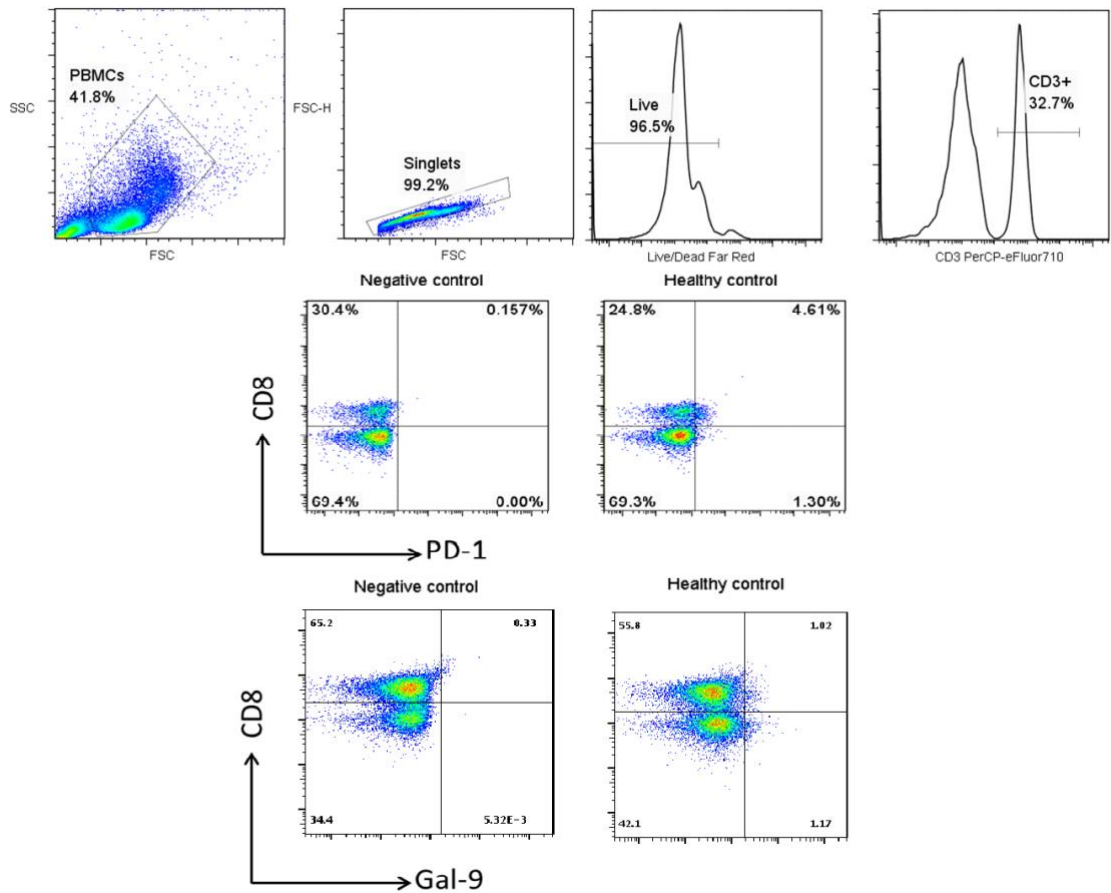 PBMCs
41.8%
SSC
FSC
FSC-H
Singlets
99.2%
FSC
Live
96.5%
Live/Dead Far Red
CD3+
32.7%
CD3 PerCP-eFluor710
Negative control
30.4% 0.157%
69.4% 0.00%
Healthy control
24.8% 4.61%
69.3% 1.30%
CD8
PD-1
Negative control
65.2 0.33
34.4 5.32E-3
Healthy control
55.8 1.02
42.1 1.17
CD8
Gal-9